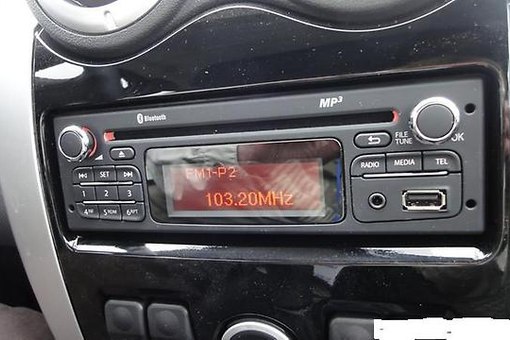 Bluetooth
MP3
FILE
TUNE
OK
RADIO MEDIA TEL
SET
1 2 3
4 5 6
FM1-P2
103.20MHz